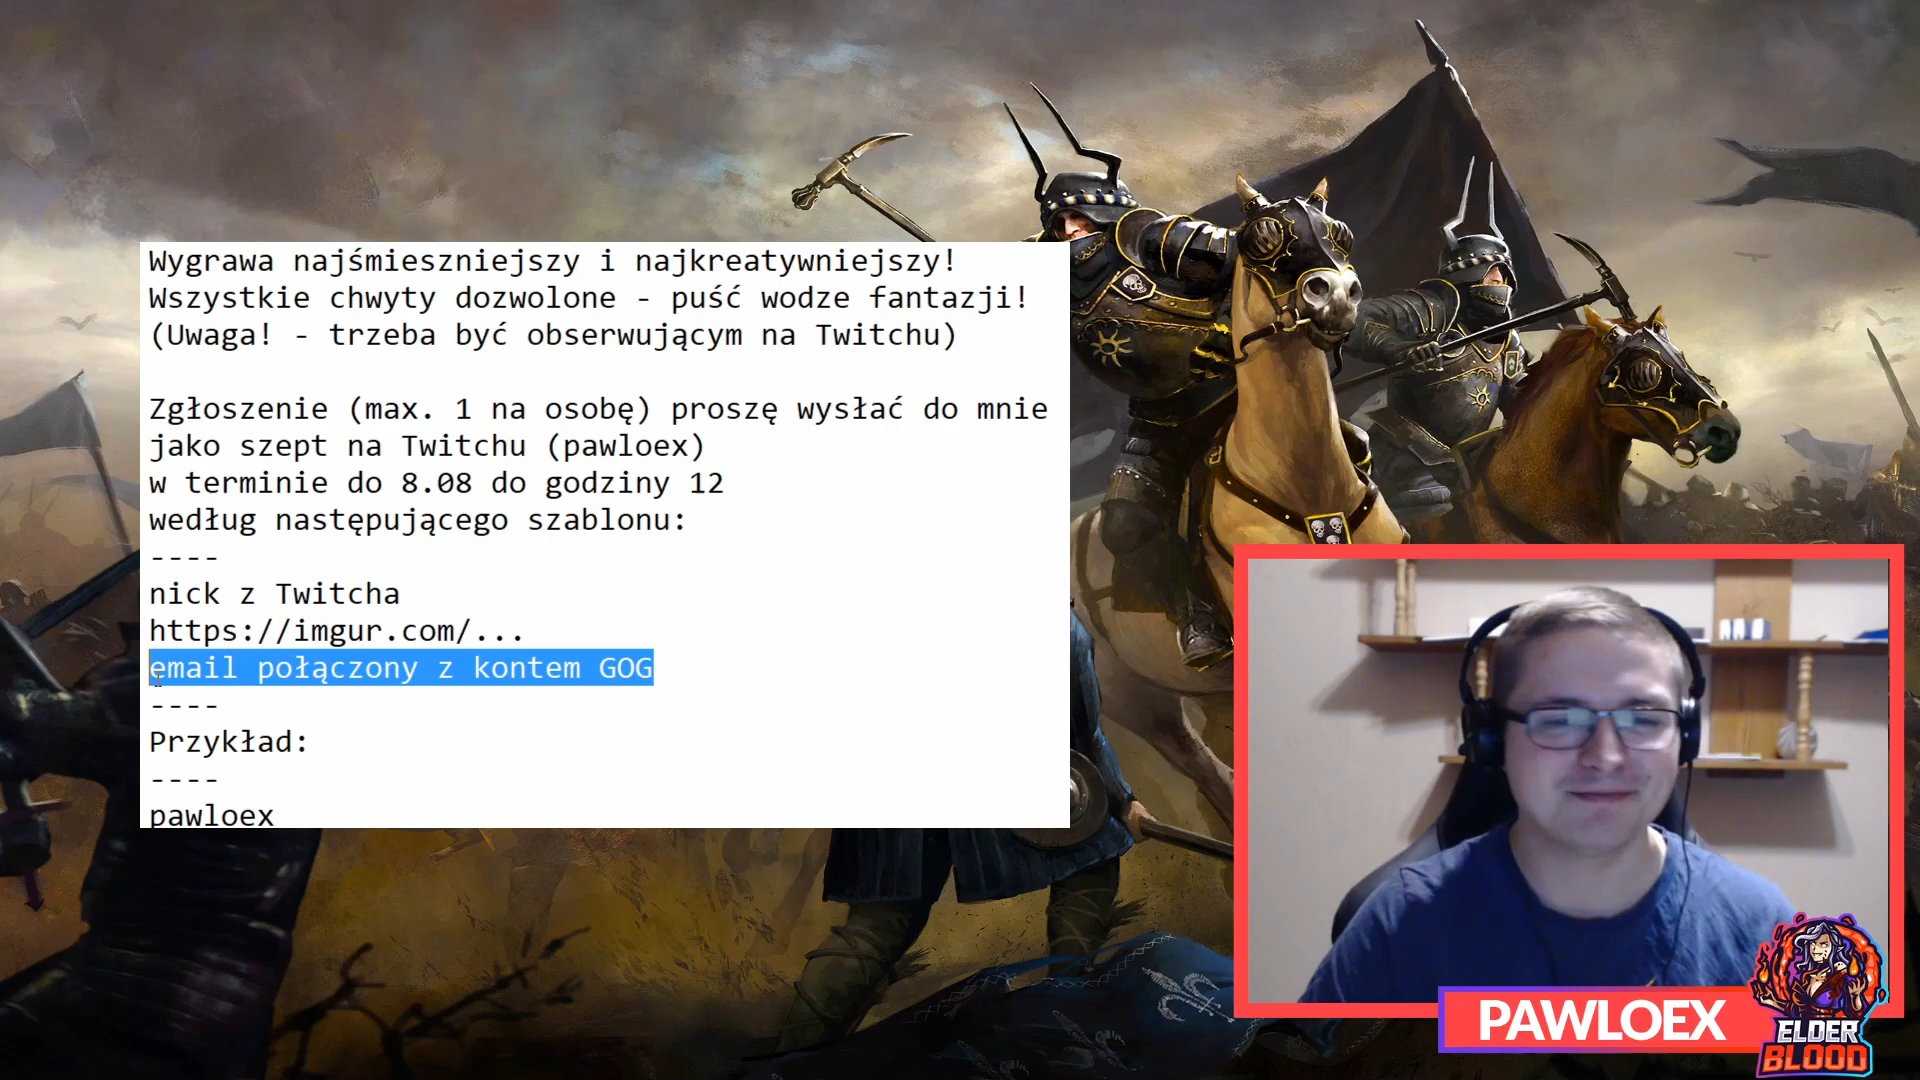 Wygrawa najśmieszniejszy i najkreatywniejszy!
Wszystkie chwyty dozwolone - puść wodze fantazji!
(Uwaga! - trzeba być obserwującym na Twitchu)
Zgłoszenie (max. 1 na osobę) proszę wysłać do mnie
jako szept na Twitchu (pawloex)
w terminie do 8.08 do godziny 12
według następującego szablonu:
----
nick z Twitcha
https://imgur.com/...
email połączony z kontem GOG
----
Przykład:
----
pawloex
PAWLOEX
ELDER
BLOOD